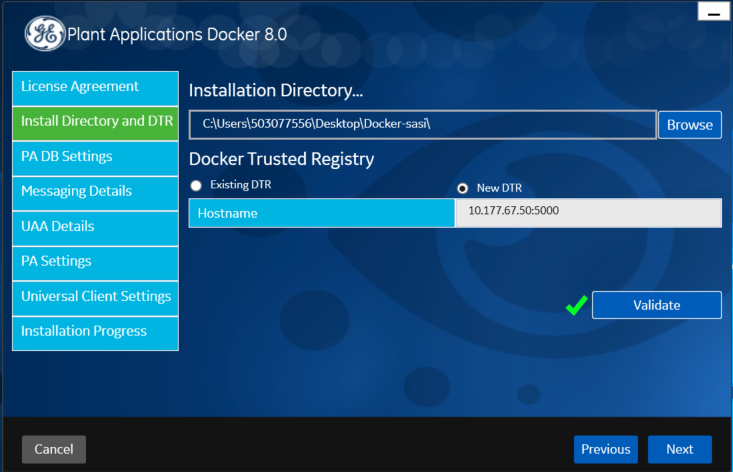 Plant Applications Docker 8.0
License Agreement
Install Directory and DTR
PA DB Settings
Messaging Details
UAA Details
PA Settings
Universal Client Settings
Installation Progress
Installation Directory...
C:\Users\503077556\Desktop\Docker-sasi\
Browse
Docker Trusted Registry
Existing DTR
New DTR
Hostname
10.177.67.50:5000
Validate
Cancel
Previous
Next